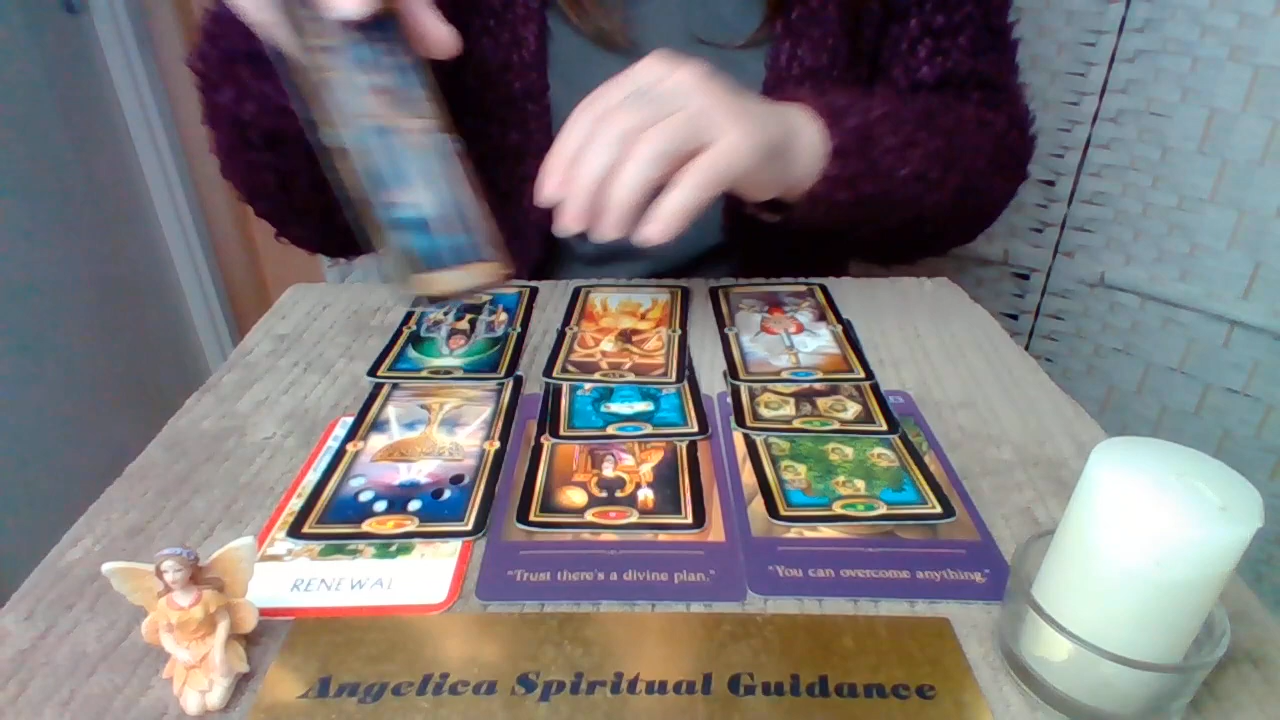 RENEWAL
"Trust there's a divine plan."
"You can overcome anything."
Angelica Spiritual Guidance